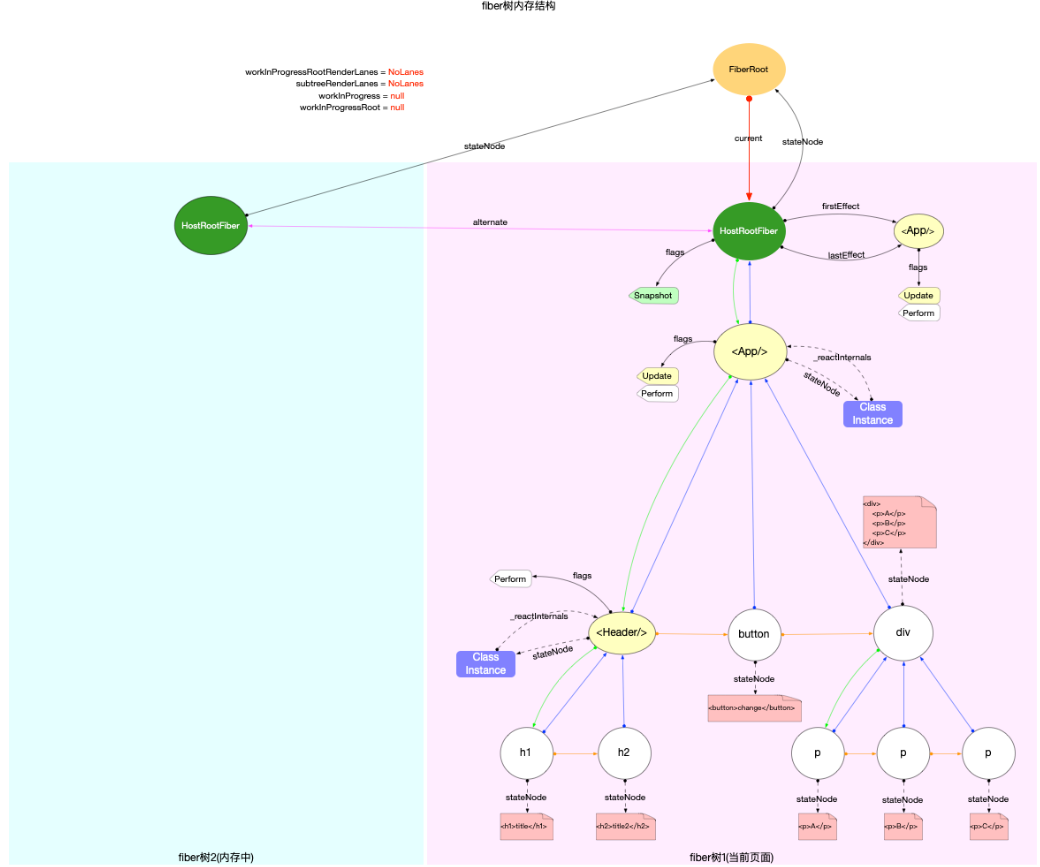 fiber树内存结构
workInProgressRootRenderLanes = NoLanes
subtreeRenderLanes = NoLanes
workInProgress = null
workInProgressRoot = null
FiberRoot
current
stateNode
stateNode
HostRootFiber
alternate
HostRootFiber
firstEffect
lastEffect
<App/>
flags
Update
Perform
flags
Snapshot
<App/>
flags
Update
Perform
_reactInternals
stateNode
Class
Instance
<div>
<p>A</p>
<p>B</p>
<p>C</p>
</div>
stateNode
Perform
flags
_reactInternals
stateNode
Class
Instance
<Header/>
button
div
stateNode
<button>change</button>
h1
h2
p
p
p
stateNode
stateNode
stateNode
stateNode
stateNode
<h1>title</h1>
<h2>title2</h2>
<p>A</p>
<p>B</p>
<p>C</p>
fiber树2(内存中)
fiber树1(当前页面)